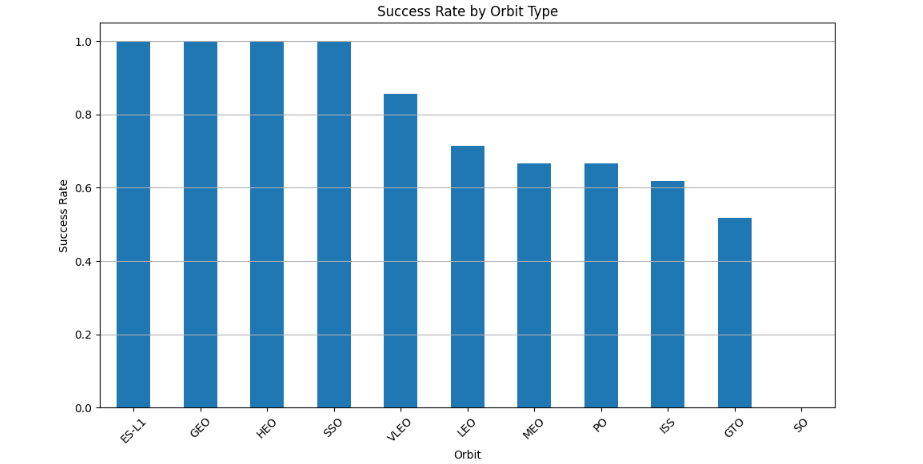 Success Rate by Orbit Type
Success Rate
1.0
0.8
0.6
0.4
0.2
0.0
ES-L1
GEO
HEO
SSO
VLEO
LEO
MEO
PO
ISS
GTO
SO
Orbit